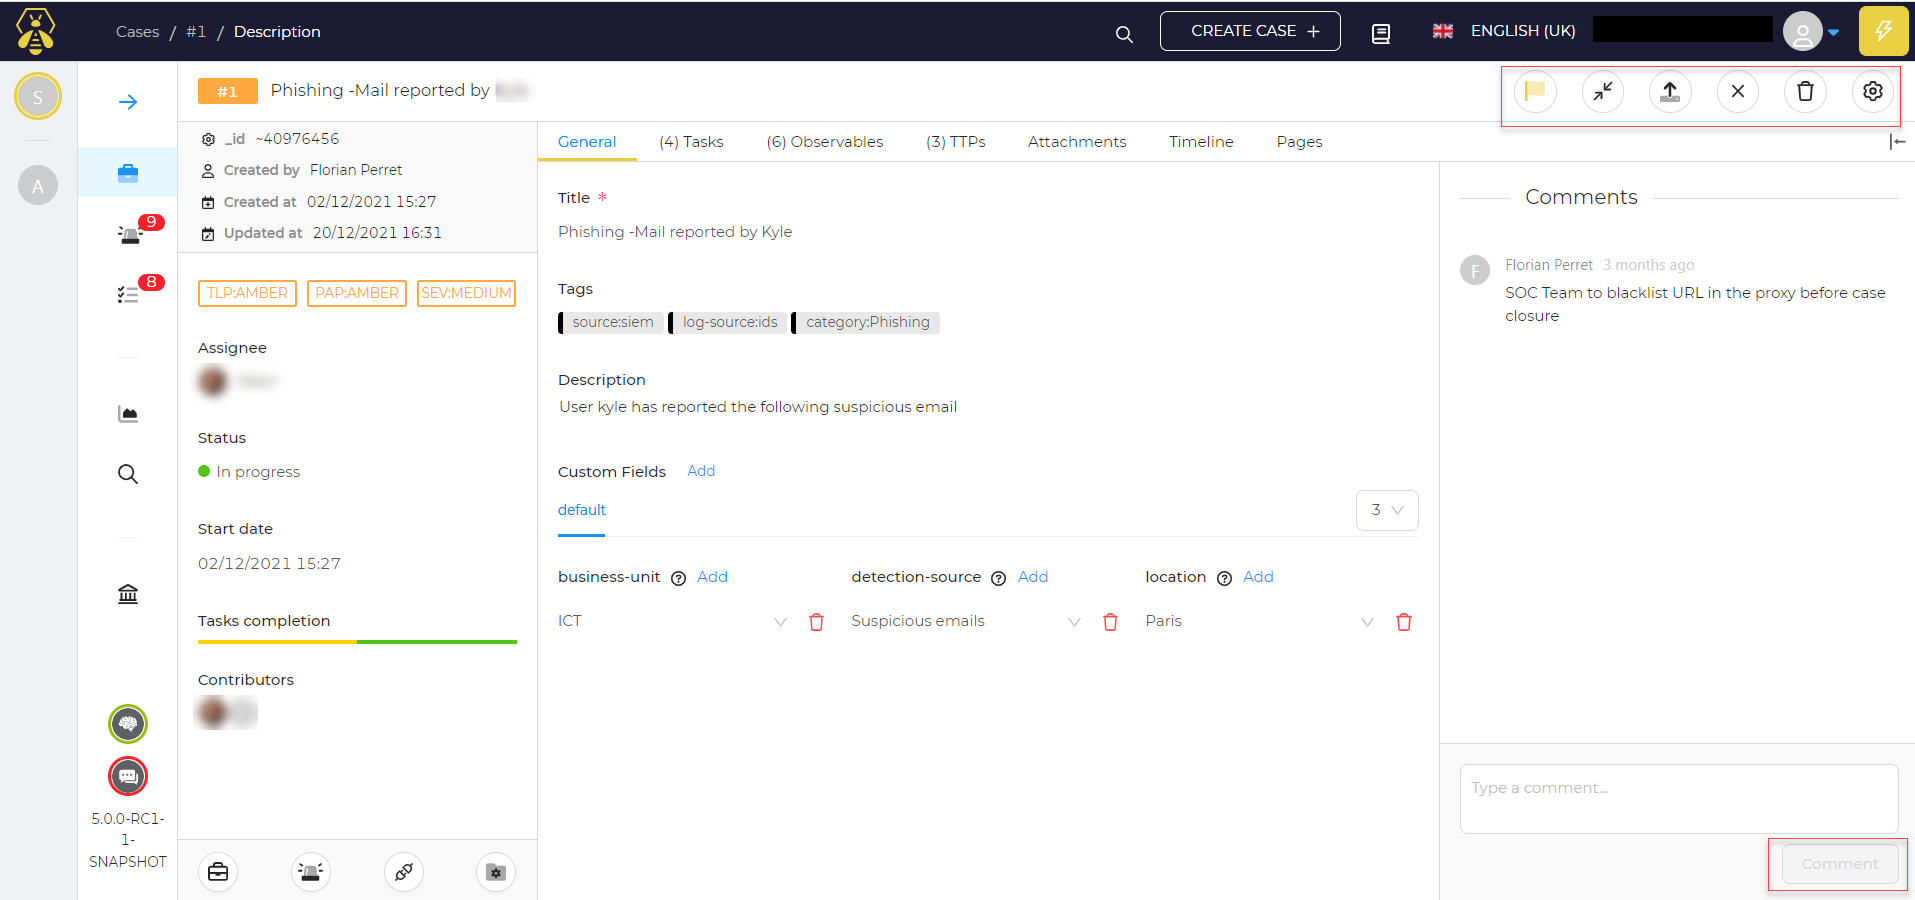 Cases / #1 / Description
CREATE CASE +
ENGLISH (UK)
S
A
#1 Phishing -Mail reported by
_id ~40976456
Created by Florian Perret
Created at 02/12/2021 15:27
Updated at 20/12/2021 16:31
9
8
TLP:AMBER PAP:AMBER SEV:MEDIUM
Assignee
Status
In progress
Start date
02/12/2021 15:27
Tasks completion
Contributors
5.0.0-RC1-
1-
SNAPSHOT
General (4) Tasks (6) Observables (3) TTPs Attachments Timeline Pages
Title *
Phishing -Mail reported by Kyle
Tags
source:siem log-source:ids category:Phishing
Description
User kyle has reported the following suspicious email
Custom Fields Add
default 3
business-unit ? Add detection-source ? Add location ? Add
ICT Suspicious emails Paris
Comments
F
Florian Perret 3 months ago
SOC Team to blacklist URL in the proxy before case
closure
Type a comment...
Comment